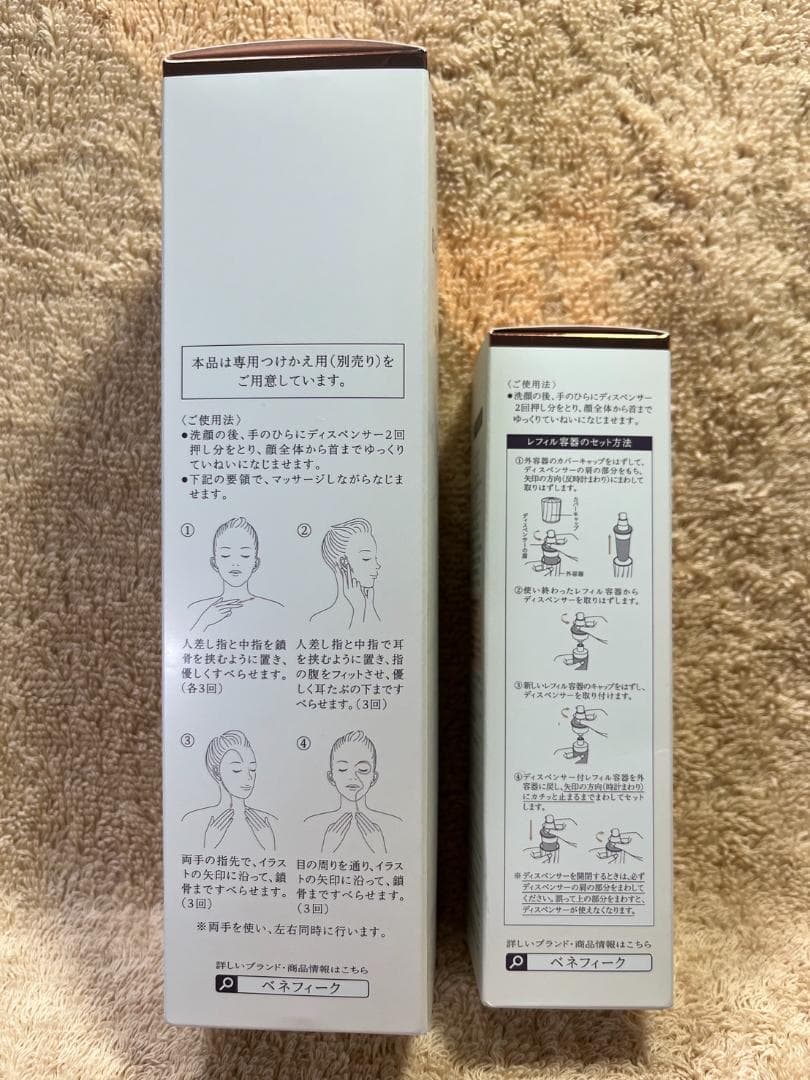 本品は専用つけかえ用(別売り)を
ご用意しています。
〈ご使用法〉
●洗顔の後、手のひらにディスペンサー2回
押し分をとり、顔全体から首までゆっくり
ていねいになじませます。
●下記の要領で、マッサージしながらなじま
せます。
①
②
人差し指と中指を鎖
骨を挟むように置き、
優しくすべらせます。
(各3回)
人差し指と中指で耳
を挟むように置き、指
の腹をフィットさせ、優
しく耳たぶの下まです
べらせます。(3回)
③
④
両手の指先で、イラス
トの矢印に沿って、鎖
骨まですべらせます。
(3回)
目の周りを通り、イラス
トの矢印に沿って、鎖
骨まですべらせます。
(3回)
※両手を使い、左右同時に行います。
詳しいブランド・商品情報はこちら
ベネフィーク
〈ご使用法〉
●洗顔の後、手のひらにディスペンサー
2回押し分をとり、顔全体から首まで
ゆっくりていねいになじませます。
レフィル容器のセット方法
①外容器のカバーキャップをはずして、
ディスペンサーの肩の部分をもち、
矢印の方向(反時計まわり)にまわして
取りはずします。
カバーキャップ
ディスペンサーの肩
外容器
②使い終わったレフィル容器から
ディスペンサーを取りはずします。
③新しいレフィル容器のキャップをはずし、
ディスペンサーを取り付けます。
④ディスペンサー付レフィル容器を外
容器に戻し、矢印の方向(時計まわり)
にカチッと止まるまでまわしてセット
します。
※ディスペンサーを開閉するときは、必ず
ディスペンサーの肩の部分をまわして
ください。誤って上の部分をまわすと、
ディスペンサーが使えなくなります。
詳しいブランド・商品情報はこちら
ベネフィーク